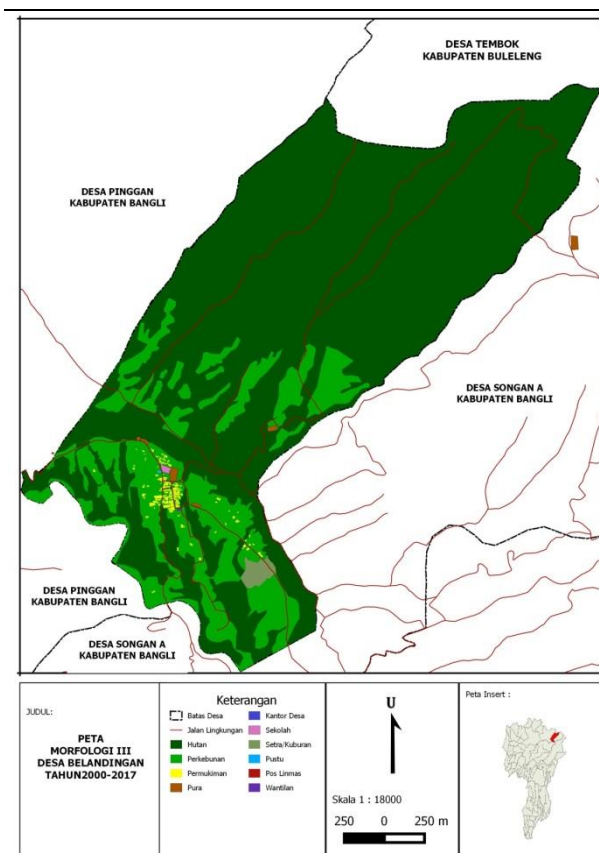 DESA TEMBOK
KABUPATEN BULELENG
DESA PINGGAN
KABUPATEN BANGLI
DESA SONGAN A
KABUPATEN BANGLI
DESA PINGGAN
KABUPATEN BANGLI
DESA SONGAN A
KABUPATEN BANGLI
JUDUL:
PETA
MORFOLOGI III
DESA BELANDINGAN
TAHUN2000-2017
Keterangan
Batas Desa
Jalan Lingkungan
Hutan
Perkebunan
Permukiman
Pura
Kantor Desa
Sekolah
Setra/Kuburan
Pustu
Pos Linmas
Wantilan
U
Skala 1 : 18000
250 0 250 m
Peta Insert :